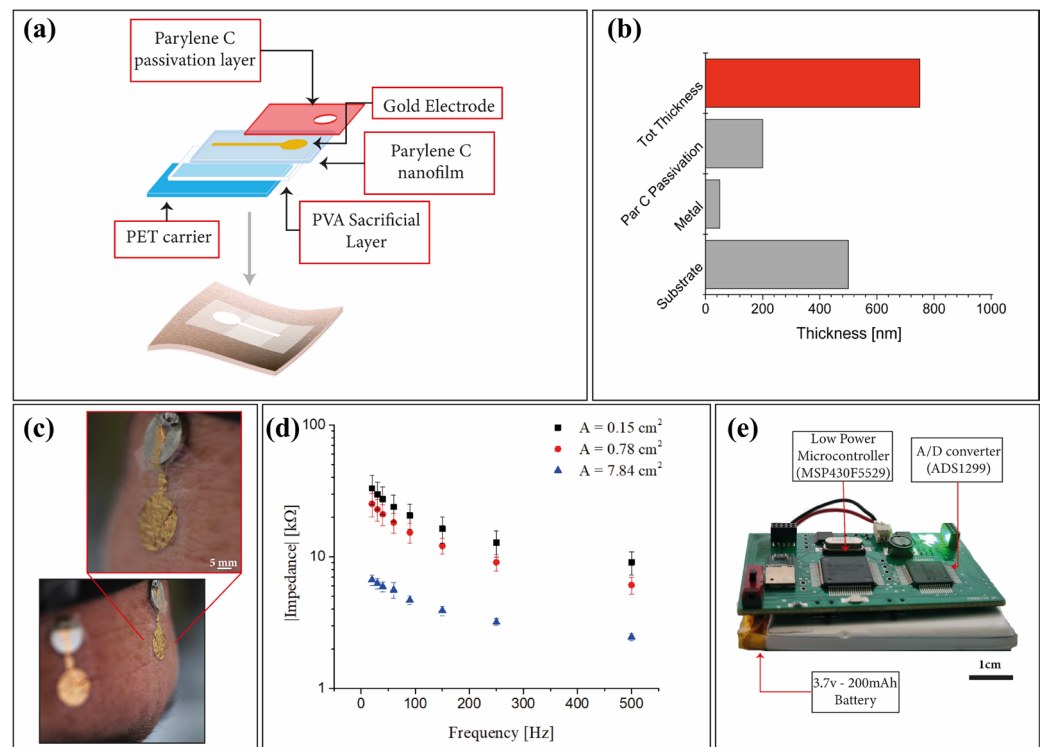 (a)
Parylene C
passivation layer
Gold Electrode
Parylene C
nanofilm
PVA Sacrificial
Layer
PET carrier
(b)
Tot Thickness
Par C Passivation
Metal
Substrate
0 200 400 600 800 1000
Thickness [nm]
(c)
5 mm
(d)
100
10
1
|Impedance| [kΩ]
A = 0.15 cm²
A = 0.78 cm²
A = 7.84 cm²
0 100 200 300 400 500
Frequency [Hz]
(e)
Low Power
Microcontroller
(MSP430F5529)
A/D converter
(ADS1299)
1cm
3.7v - 200mAh
Battery